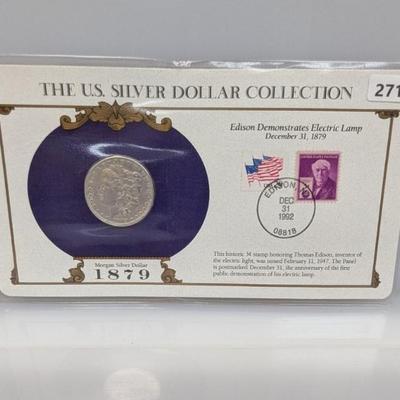 THE U.S. SILVER DOLLAR COLLECTION
271
Edison Demonstrates Electric Lamp
December 31, 1879
EDISON, NJ
DEC
31
1992
08818
This historic 3¢ stamp honoring Thomas Edison, inventor of
the electric light, was issued February 11, 1947. The Panel
is postmarked December 31, the anniversary of the first
public demonstration of his electric lamp.
Morgan Silver Dollar
1879